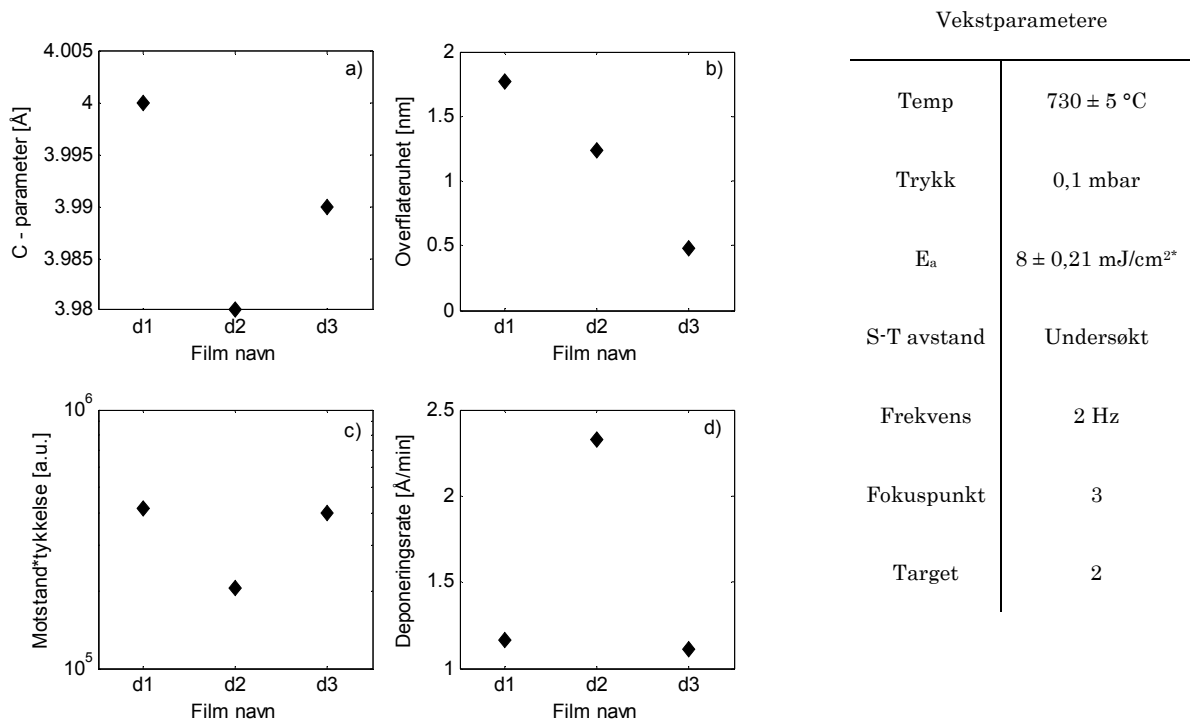 a)
4.005
4
3.995
3.99
3.985
3.98
C - parameter [Å]
d1 d2 d3
Film navn
b)
2
1.5
1
0.5
0
Overflateruhet [nm]
d1 d2 d3
Film navn
c)
10^6
10^5
Motstand*tykkelse [a.u.]
d1 d2 d3
Film navn
d)
2.5
2
1.5
1
Deponeringsrate [Å/min]
d1 d2 d3
Film navn
Vekstparametere
Temp 730 ± 5 °C
Trykk 0,1 mbar
Eₐ 8 ± 0,21 mJ/cm²*
S-T avstand Undersøkt
Frekvens 2 Hz
Fokuspunkt 3
Target 2